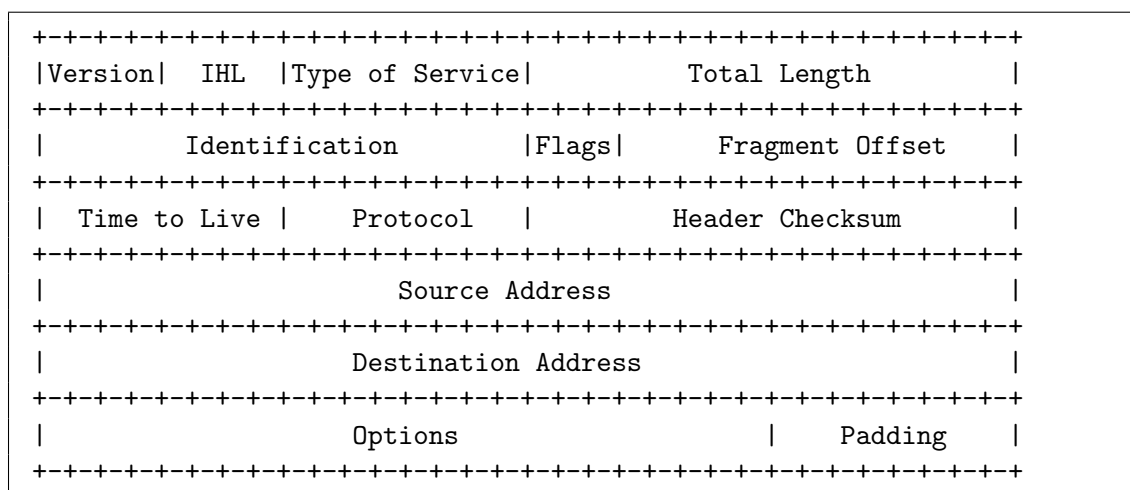 +-+-+-+-+-+-+-+-+-+-+-+-+-+-+-+-+-+-+-+-+-+-+-+-+-+-+-+-+-+-+-+-+
|Version|  IHL  |Type of Service|          Total Length         |
+-+-+-+-+-+-+-+-+-+-+-+-+-+-+-+-+-+-+-+-+-+-+-+-+-+-+-+-+-+-+-+-+
|         Identification        |Flags|      Fragment Offset    |
+-+-+-+-+-+-+-+-+-+-+-+-+-+-+-+-+-+-+-+-+-+-+-+-+-+-+-+-+-+-+-+-+
|  Time to Live |    Protocol   |         Header Checksum       |
+-+-+-+-+-+-+-+-+-+-+-+-+-+-+-+-+-+-+-+-+-+-+-+-+-+-+-+-+-+-+-+-+
|                       Source Address                          |
+-+-+-+-+-+-+-+-+-+-+-+-+-+-+-+-+-+-+-+-+-+-+-+-+-+-+-+-+-+-+-+-+
|                    Destination Address                        |
+-+-+-+-+-+-+-+-+-+-+-+-+-+-+-+-+-+-+-+-+-+-+-+-+-+-+-+-+-+-+-+-+
|                    Options                    |    Padding    |
+-+-+-+-+-+-+-+-+-+-+-+-+-+-+-+-+-+-+-+-+-+-+-+-+-+-+-+-+-+-+-+-+